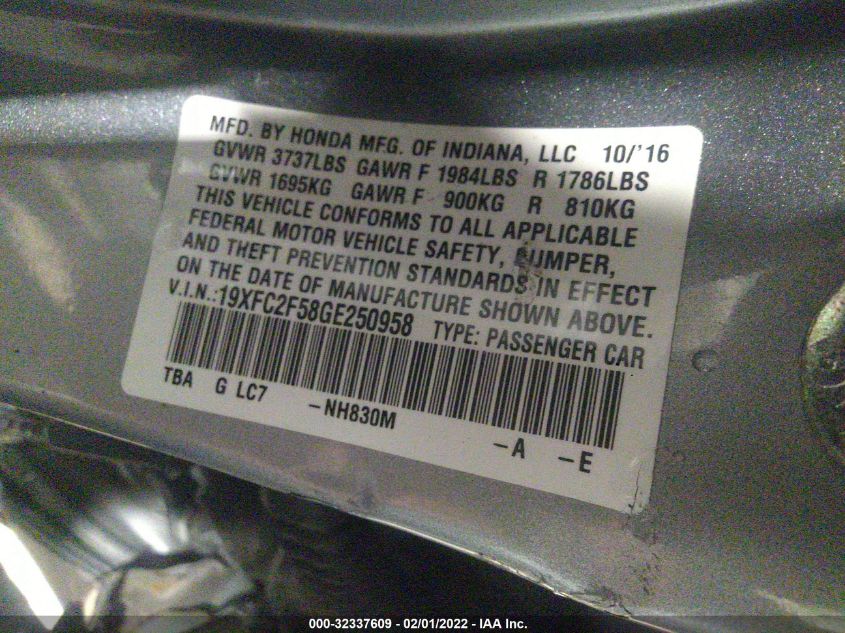 MFD. BY HONDA MFG. OF INDIANA, LLC 10/'16
GVWR 3737LBS GAWR F 1984LBS R 1786LBS
GVWR 1695KG GAWR F 900KG R 810KG
THIS VEHICLE CONFORMS TO ALL APPLICABLE
FEDERAL MOTOR VEHICLE SAFETY, BUMPER,
AND THEFT PREVENTION STANDARDS IN EFFECT
ON THE DATE OF MANUFACTURE SHOWN ABOVE.
V.I.N.:19XFC2F58GE250958 TYPE: PASSENGER CAR
TBA G LC7 -NH830M -A -E
000-32337609 - 02/01/2022 - IAA Inc.